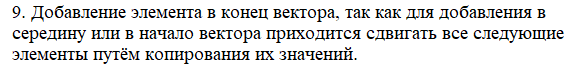 9. Добавление элемента в конец вектора, так как для добавления в
середину или в начало вектора приходится сдвигать все следующие
элементы путём копирования их значений.